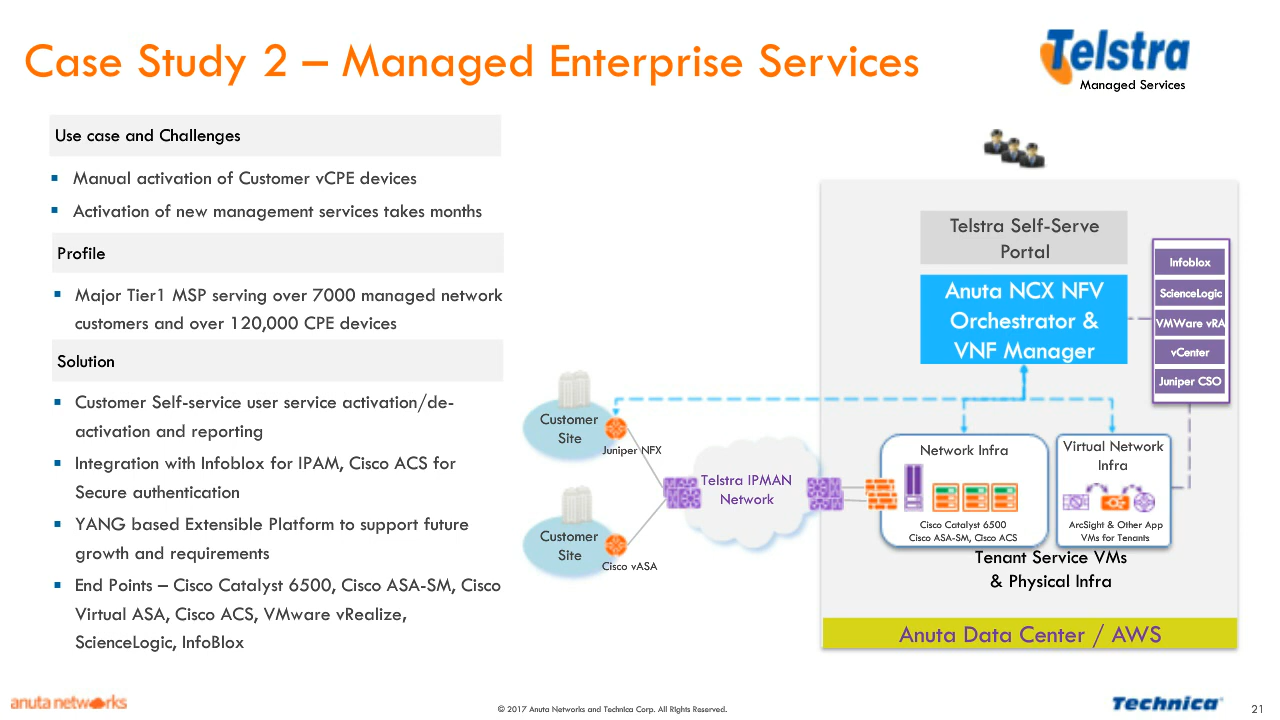 Case Study 2 – Managed Enterprise Services
Telstra
Managed Services
Use case and Challenges
▪ Manual activation of Customer vCPE devices
▪ Activation of new management services takes months
Profile
▪ Major Tier1 MSP serving over 7000 managed network
customers and over 120,000 CPE devices
Solution
▪ Customer Self-service user service activation/de-
activation and reporting
▪ Integration with Infoblox for IPAM, Cisco ACS for
Secure authentication
▪ YANG based Extensible Platform to support future
growth and requirements
▪ End Points – Cisco Catalyst 6500, Cisco ASA-SM, Cisco
Virtual ASA, Cisco ACS, VMware vRealize,
ScienceLogic, InfoBlox
Telstra Self-Serve
Portal
Anuta NCX NFV
Orchestrator &
VNF Manager
Infoblox
ScienceLogic
VMWare vRA
vCenter
Juniper CSO
Customer
Site
Juniper NFX
Customer
Site
Cisco vASA
Telstra IPMAN
Network
Network Infra
Cisco Catalyst 6500
Cisco ASA-SM, Cisco ACS
Virtual Network
Infra
ArcSight & Other App
VMs for Tenants
Tenant Service VMs
& Physical Infra
Anuta Data Center / AWS
anuta networks
© 2017 Anuta Networks and Technica Corp. All Rights Reserved.
Technica
21